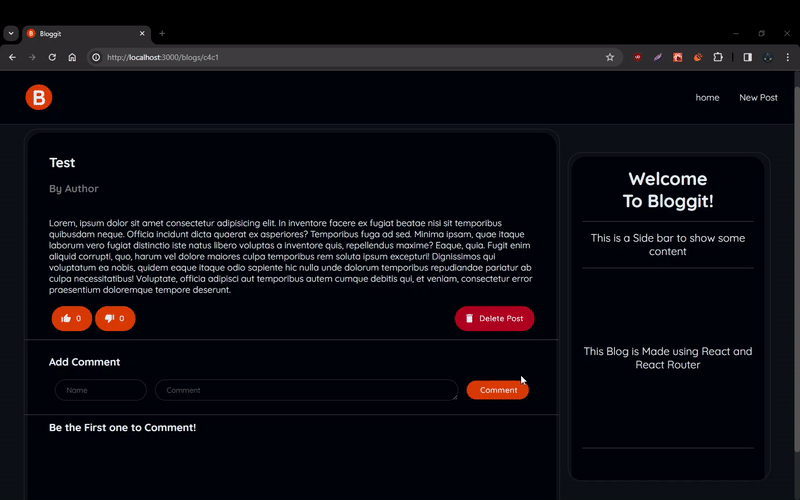 Bloggit
http://localhost:3000/blogs/c4c1
B
home
New Post
Test
By Author
Lorem, ipsum dolor sit amet consectetur adipisicing elit. In inventore facere ex fugiat beatae nisi sit temporibus
quibusdam neque. Officia incidunt dicta quaerat ex asperiores? Temporibus fuga ad sed. Minima ipsam, quae itaque
laborum vero fugiat distinctio iste natus libero voluptas a inventore quis, repellendus maxime? Eaque, quia. Fugit enim
aliquid corrupti, quo, harum vel dolore maiores culpa temporibus rem soluta ipsum excepturi! Dignissimos qui
voluptatum ea nobis, quidem eaque itaque odio sapiente hic nulla unde dolorum temporibus repudiandae pariatur ab
culpa necessitatibus! Voluptate, officia adipisci aut temporibus autem cumque debitis qui, et veniam, consectetur error
praesentium doloremque tempore deserunt.
0
0
Delete Post
Add Comment
Name
Comment
Comment
Be the First one to Comment!
Welcome
To Bloggit!
This is a Side bar to show some
content
This Blog is Made using React and
React Router